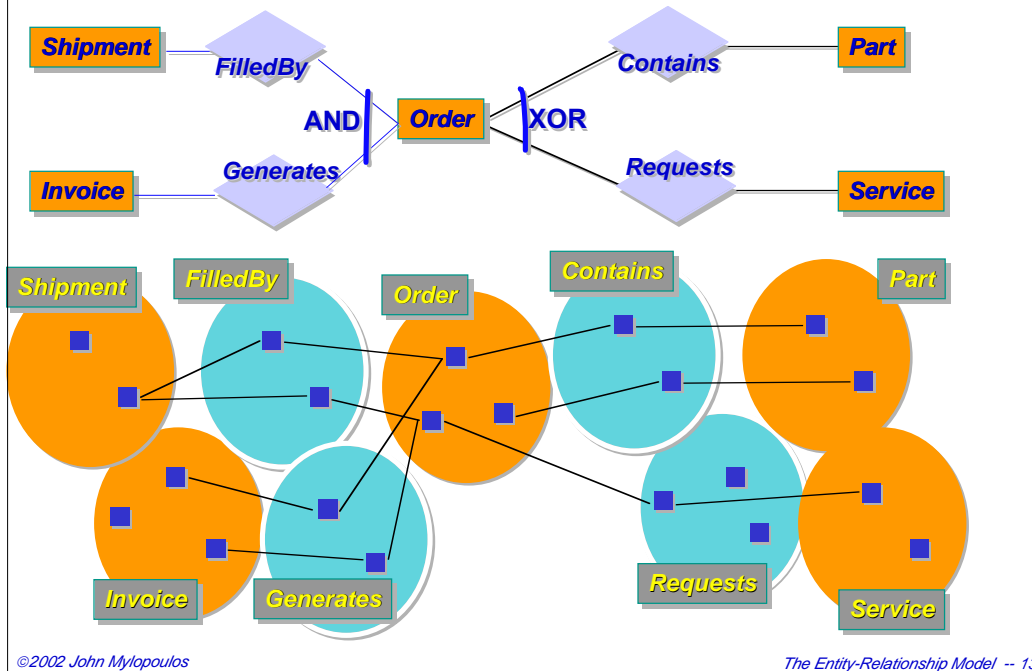 Shipment
FilledBy
Contains
Part
AND
Order
XOR
Invoice
Generates
Requests
Service
Shipment
FilledBy
Order
Contains
Part
Invoice
Generates
Requests
Service
©2002 John Mylopoulos
The Entity-Relationship Model -- 13